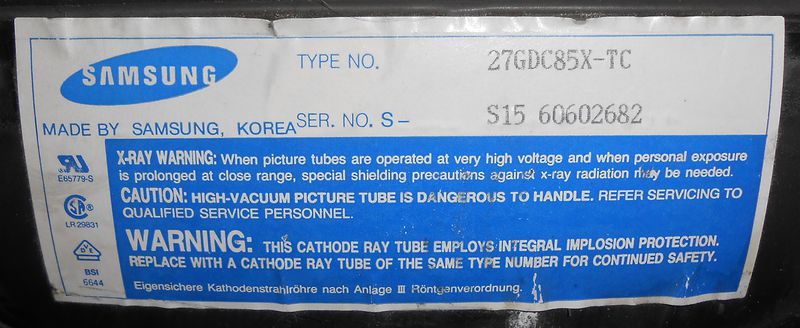 SAMSUNG
TYPE NO. 27GDC85X-TC
MADE BY SAMSUNG, KOREA SER. NO. S- S15 60602682
UL
E65779-S
SA
LR 29831
VDE
BSI
6644
X-RAY WARNING: When picture tubes are operated at very high voltage and when personal exposure
is prolonged at close range, special shielding precautions against x-ray radiation may be needed.
CAUTION: HIGH-VACUUM PICTURE TUBE IS DANGEROUS TO HANDLE. REFER SERVICING TO
QUALIFIED SERVICE PERSONNEL.
WARNING: THIS CATHODE RAY TUBE EMPLOYS INTEGRAL IMPLOSION PROTECTION.
REPLACE WITH A CATHODE RAY TUBE OF THE SAME TYPE NUMBER FOR CONTINUED SAFETY.
Eigensichere Kathodenstrahlröhre nach Anlage III Röntgenverordnung.